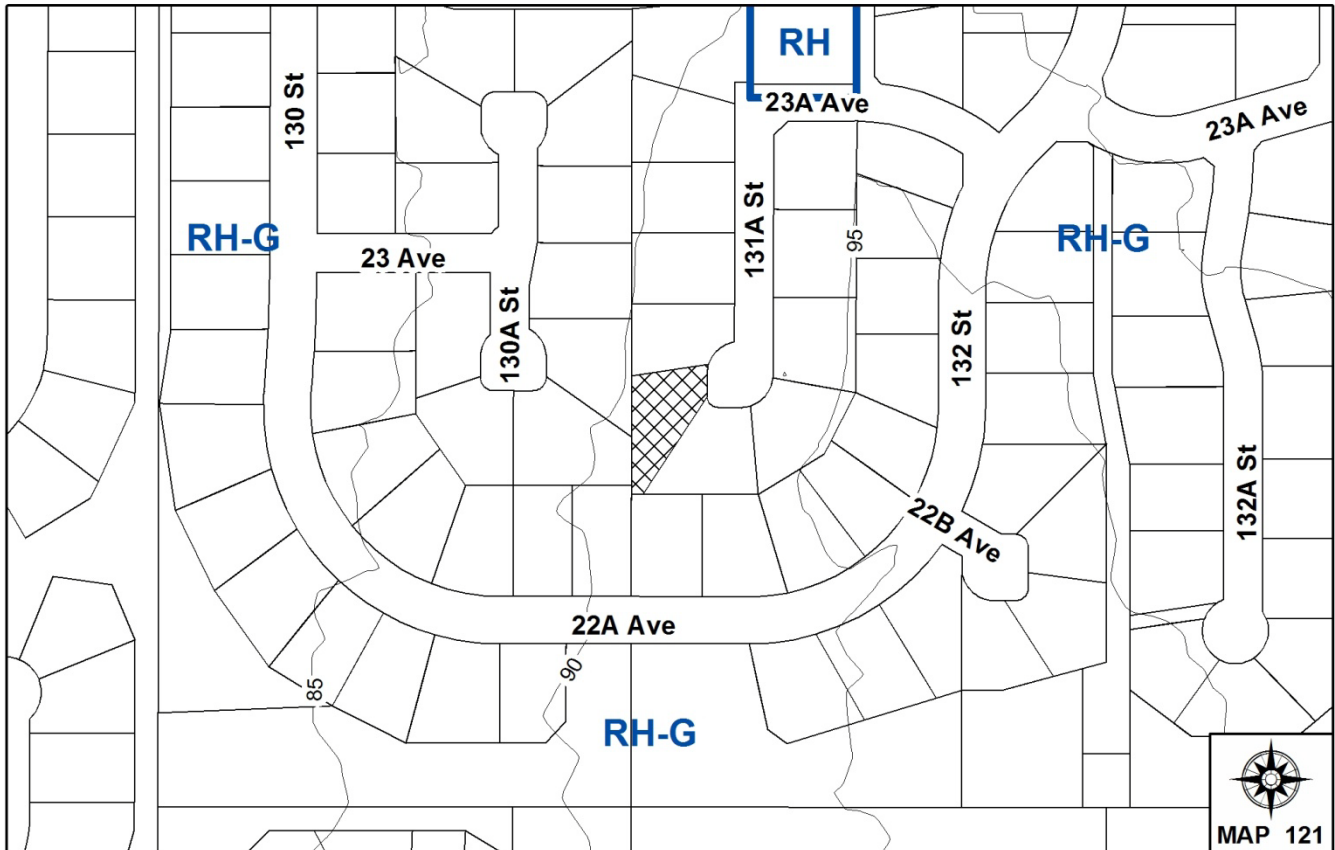 RH
23A Ave
23A Ave
130 St
131A St
RH-G
RH-G
23 Ave
95
130A St
132 St
132A St
22B Ave
22A Ave
85
90
RH-G
MAP 121